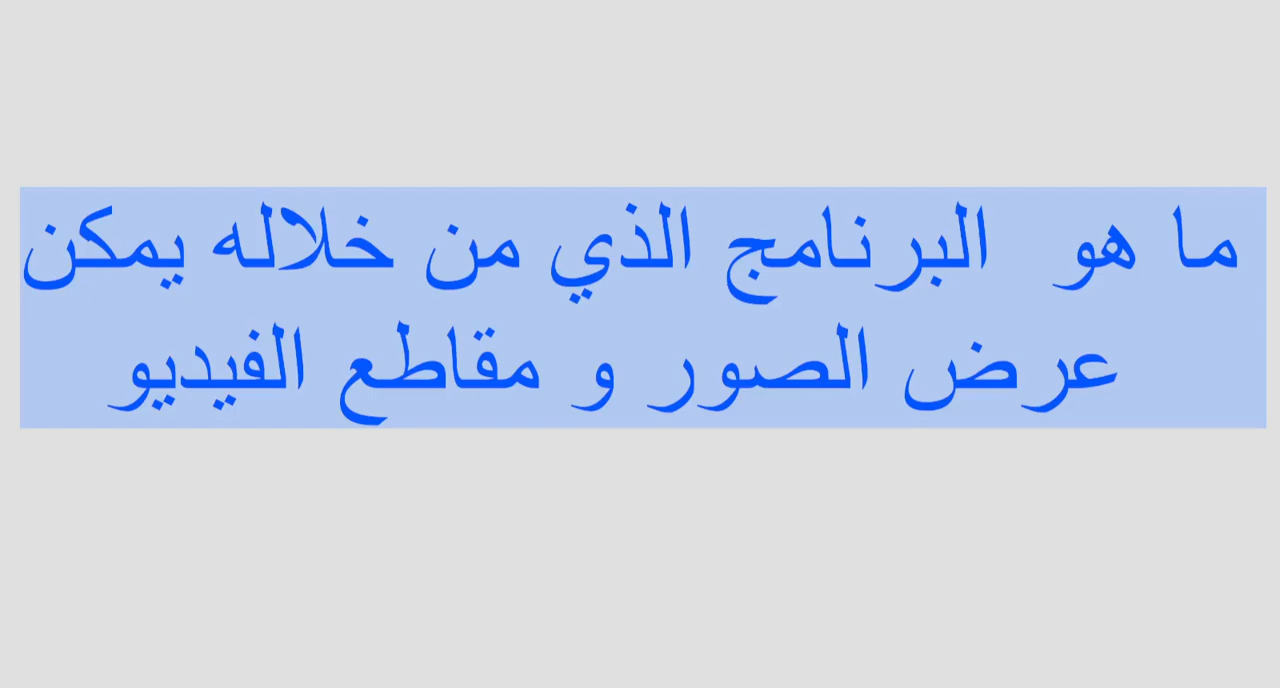 ما هو البرنامج الذي من خلاله يمكن
عرض الصور و مقاطع الفيديو